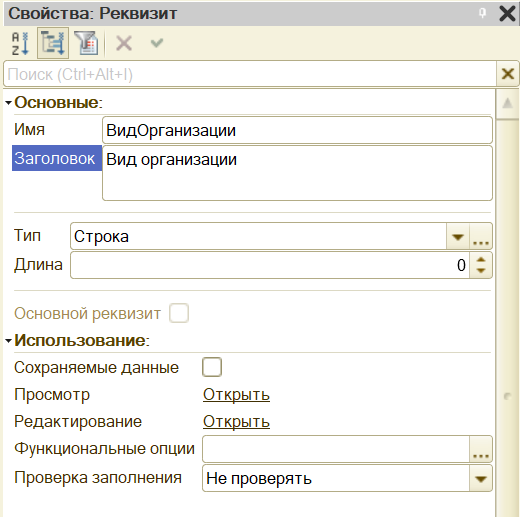 Свойства: Реквизит
Поиск (Ctrl+Alt+I)
Основные:
Имя ВидОрганизации
Заголовок Вид организации
Тип Строка
Длина 0
Основной реквизит
Использование:
Сохраняемые данные
Просмотр Открыть
Редактирование Открыть
Функциональные опции
Проверка заполнения Не проверять